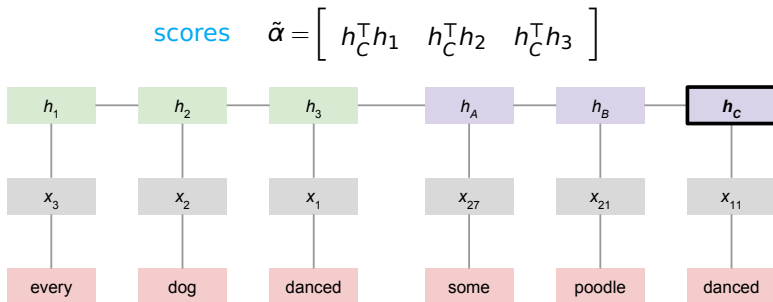 scores α̃ = [ h_C^⊤ h_1 h_C^⊤ h_2 h_C^⊤ h_3 ]
h_1 h_2 h_3 h_A h_B h_C
x_3 x_2 x_1 x_27 x_21 x_11
every dog danced some poodle danced